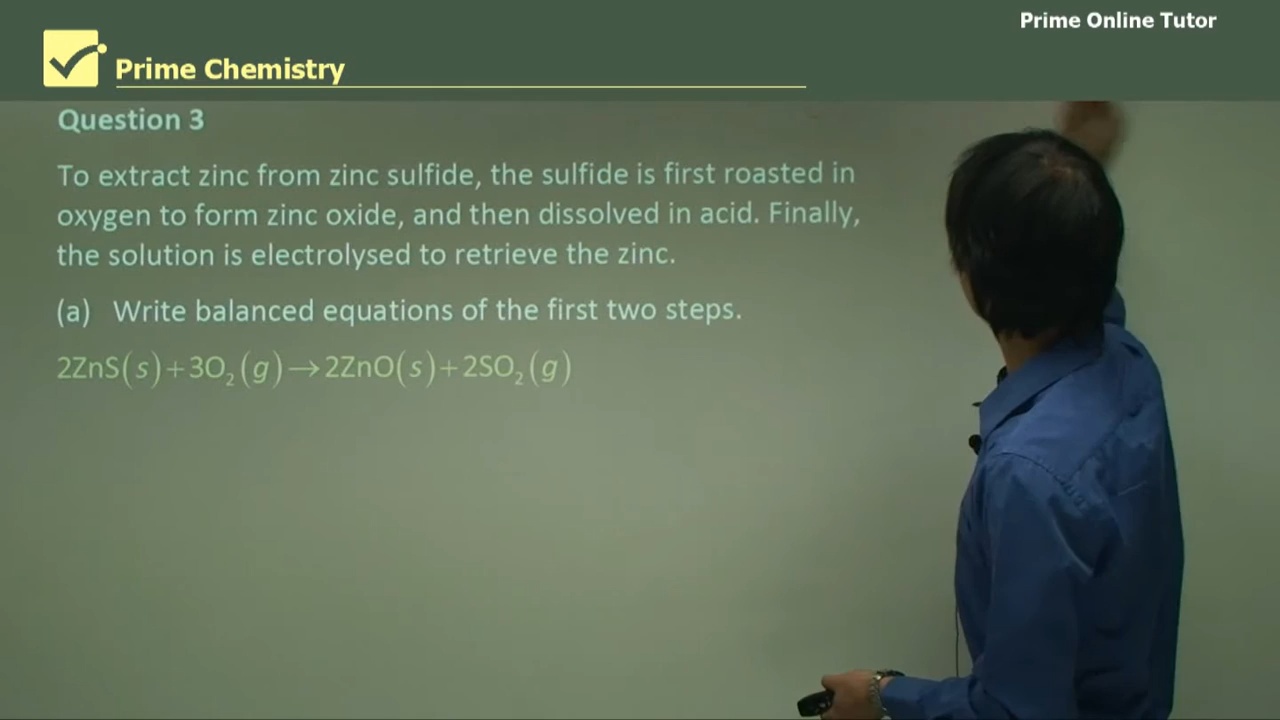 Prime Online Tutor
Prime Chemistry
Question 3
To extract zinc from zinc sulfide, the sulfide is first roasted in
oxygen to form zinc oxide, and then dissolved in acid. Finally,
the solution is electrolysed to retrieve the zinc.
(a) Write balanced equations of the first two steps.
2ZnS(s)+3O₂(g)→2ZnO(s)+2SO₂(g)